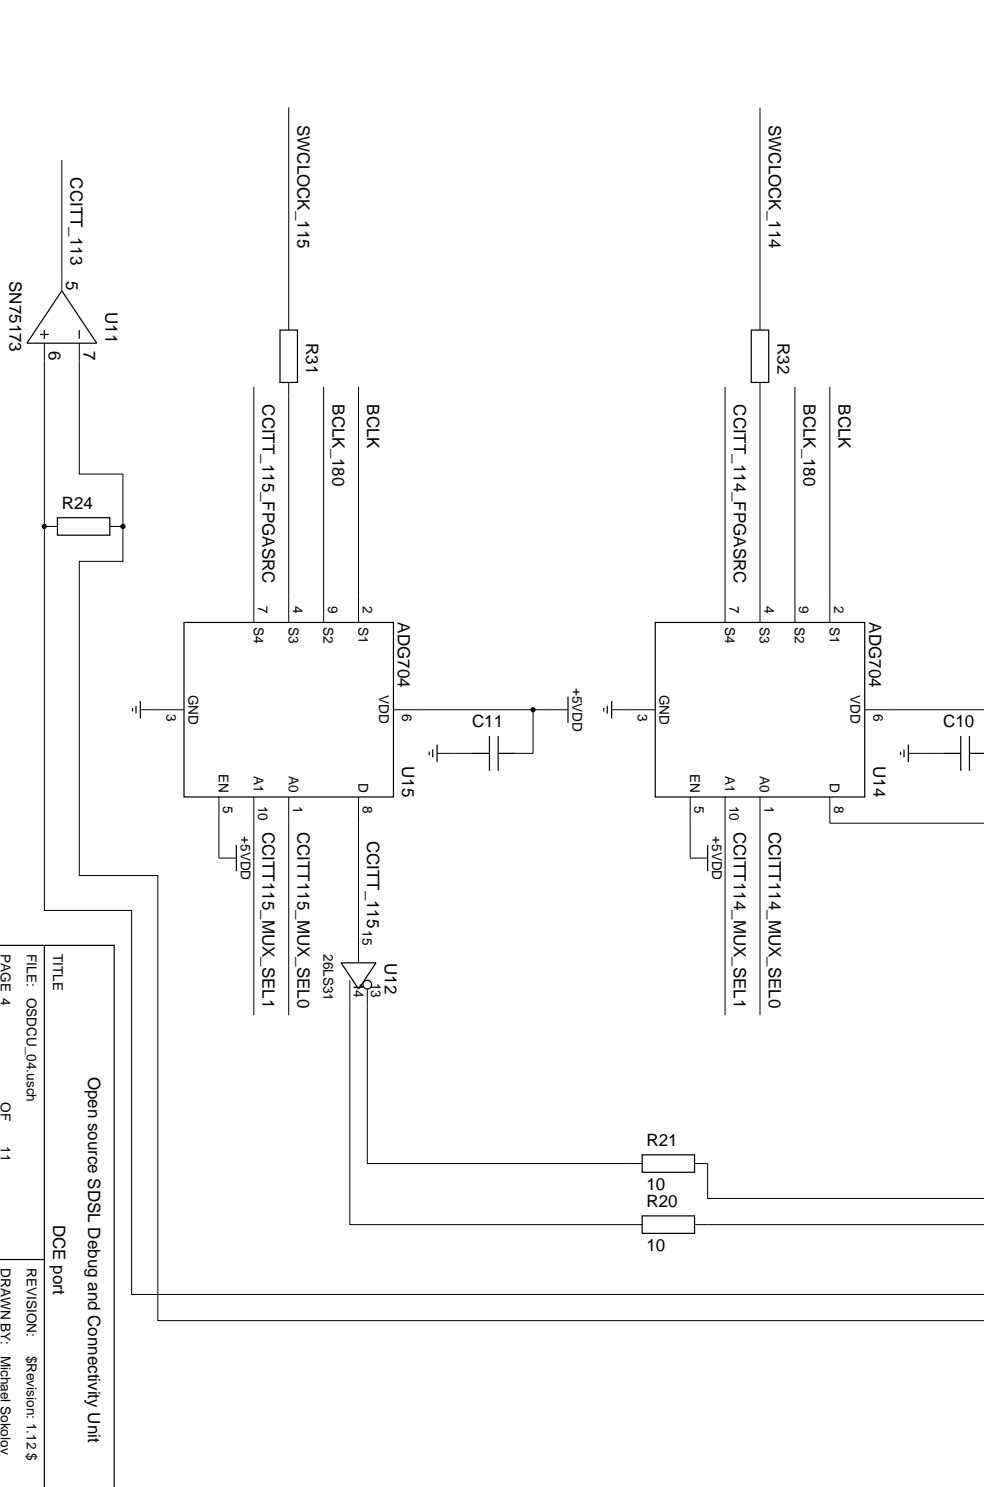 SWCLOCK_114
R32
BCLK
BCLK_180
CCITT_114_FPGASRC
2
9
4
7
S1
S2
S3
S4
ADG704
VDD
6
C10
GND
3
U14
D
8
A0
1
A1
10
EN
5
+5VDD
CCITT114_MUX_SEL0
CCITT114_MUX_SEL1
SWCLOCK_115
R31
BCLK
BCLK_180
CCITT_115_FPGASRC
2
9
4
7
S1
S2
S3
S4
ADG704
VDD
6
C11
+5VDD
GND
3
U15
D
8
A0
1
A1
10
EN
5
+5VDD
CCITT115_MUX_SEL0
CCITT115_MUX_SEL1
CCITT_115
15
U12
13
14
26LS31
R21
10
R20
10
CCITT_113
5
U11
SN75173
-
+
7
6
R24
Open source SDSL Debug and Connectivity Unit
TITLE
DCE port
FILE: OSDCU_04.usch
REVISION: $Revision: 1.12 $
PAGE 4 OF 11
DRAWN BY: Michael Sokolov